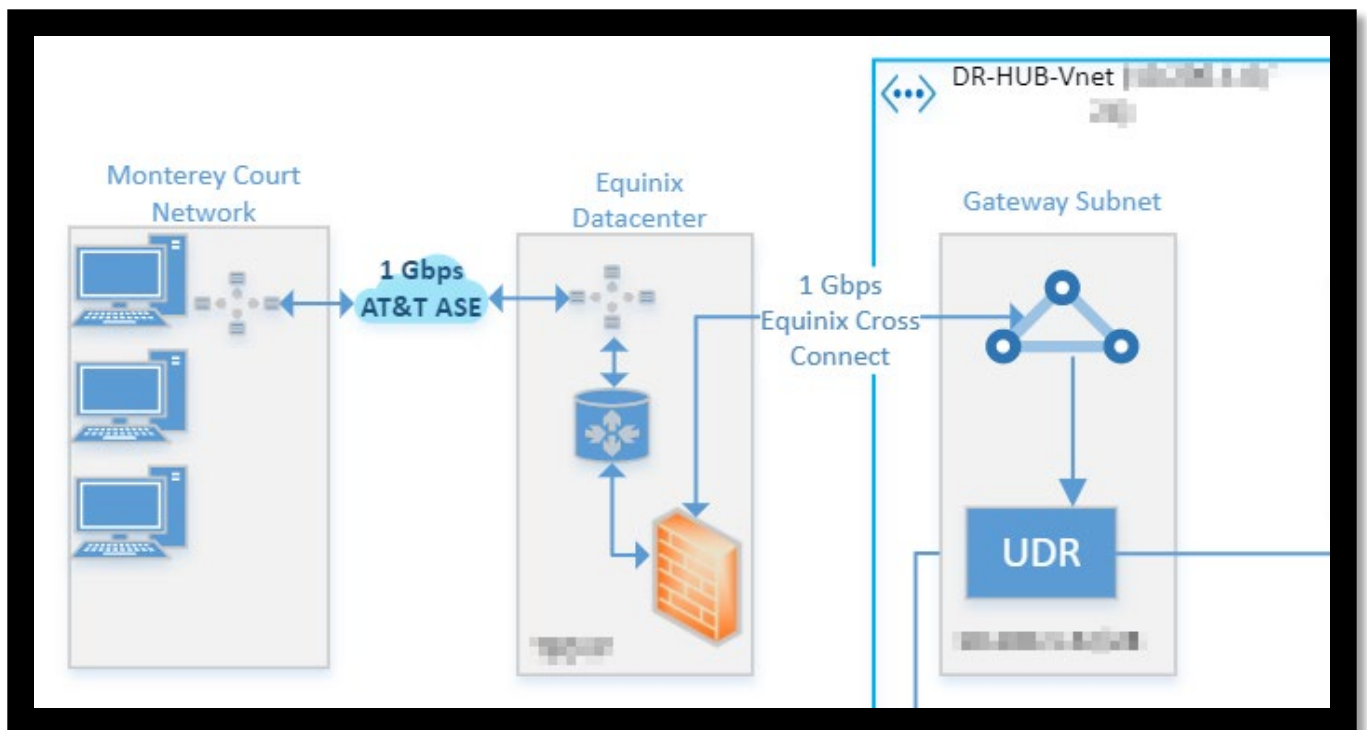 DR-HUB-Vnet
Monterey Court
Network
Equinix
Datacenter
Gateway Subnet
1 Gbps
AT&T ASE
1 Gbps
Equinix Cross
Connect
UDR